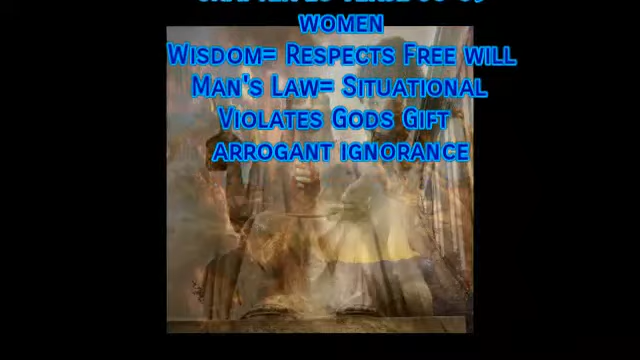 WOMEN
WISDOM= RESPECTS FREE WILL
MAN'S LAW= SITUATIONAL
VIOLATES GODS GIFT
ARROGANT IGNORANCE